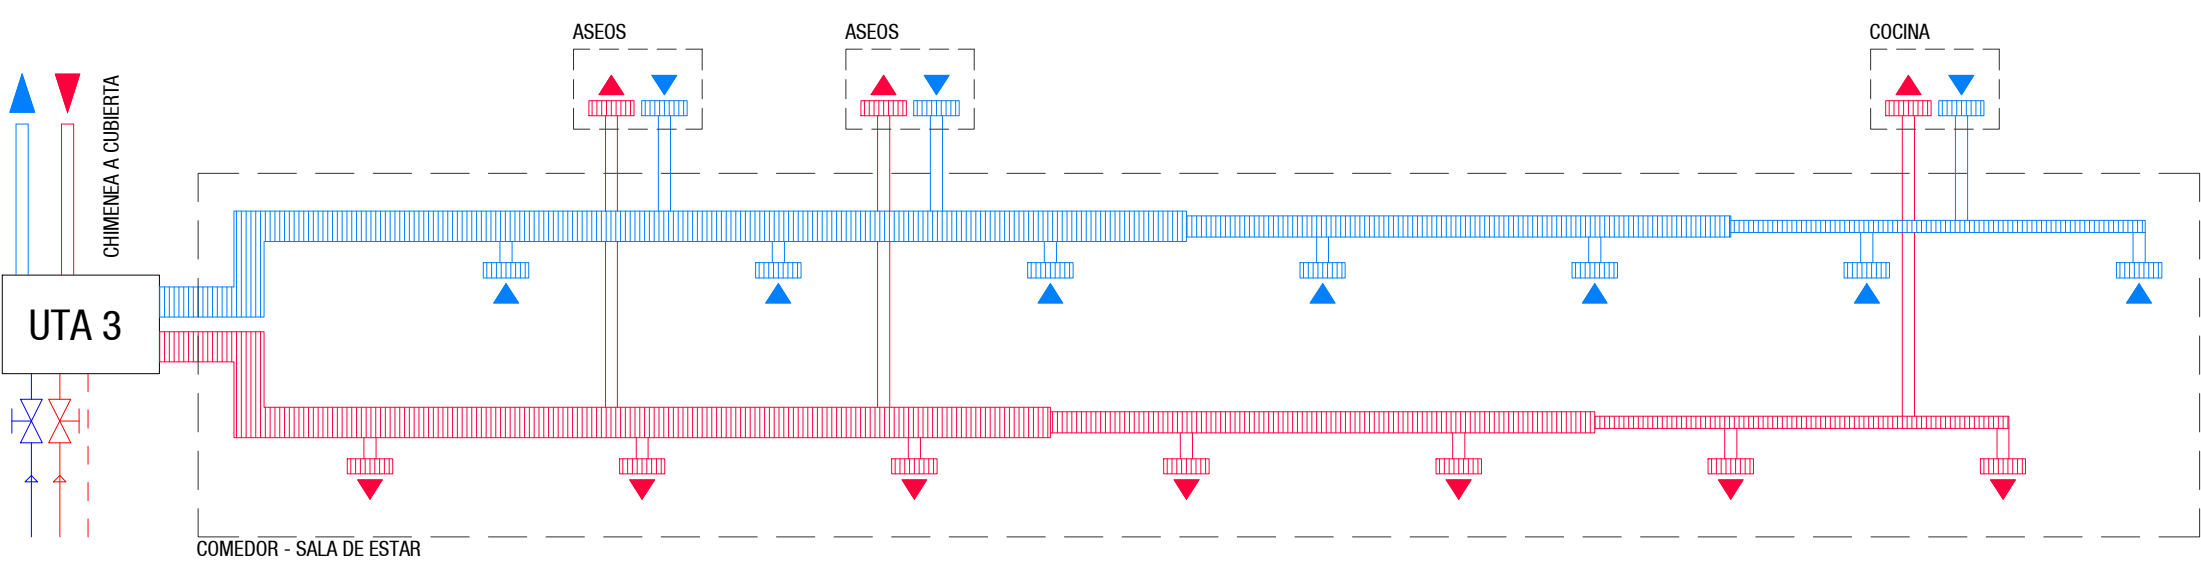 ASEOS
ASEOS
COCINA
CHIMENEA A CUBIERTA
UTA 3
COMEDOR - SALA DE ESTAR